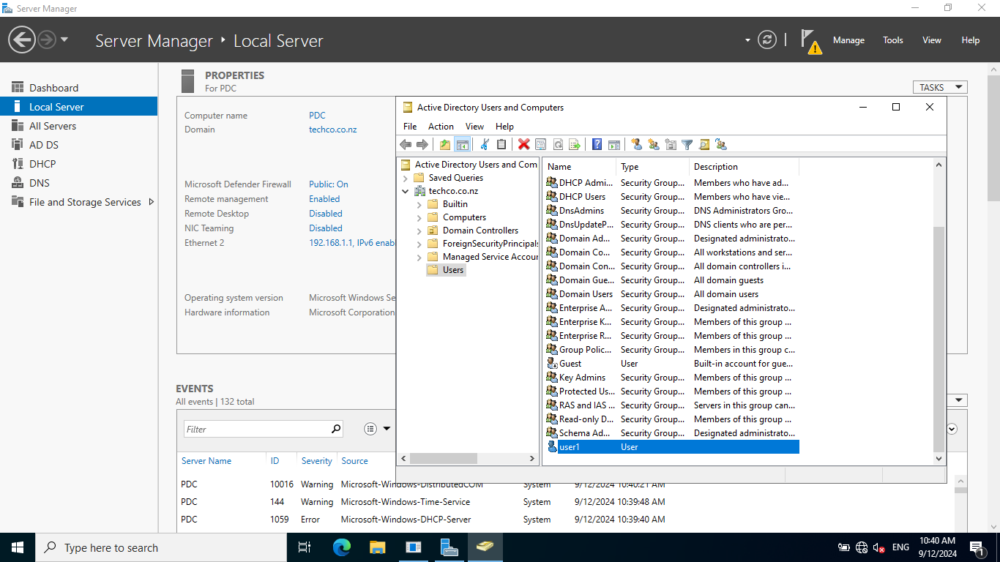 Server Manager
Server Manager • Local Server
Manage Tools View Help
Dashboard
Local Server
All Servers
AD DS
DHCP
DNS
File and Storage Services
PROPERTIES
For PDC
TASKS
Computer name PDC
Domain techco.co.nz
Microsoft Defender Firewall Public: On
Remote management Enabled
Remote Desktop Disabled
NIC Teaming Disabled
Ethernet 2 192.168.1.1, IPv6 enab
Operating system version Microsoft Windows Se
Hardware information Microsoft Corporation
Active Directory Users and Computers
File Action View Help
Active Directory Users and Com
Saved Queries
techco.co.nz
Builtin
Computers
Domain Controllers
ForeignSecurityPrincipals
Managed Service Accour
Users
Name Type Description
DHCP Admi... Security Group... Members who have ad...
DHCP Users Security Group... Members who have vie...
DnsAdmins Security Group... DNS Administrators Gro...
DnsUpdateP... Security Group... DNS clients who are per...
Domain Ad... Security Group... Designated administrato...
Domain Co... Security Group... All workstations and ser...
Domain Con... Security Group... All domain controllers i...
Domain Gue... Security Group... All domain guests
Domain Users Security Group... All domain users
Enterprise A... Security Group... Designated administrato...
Enterprise K... Security Group... Members of this group ...
Enterprise R... Security Group... Members of this group ...
Group Polic... Security Group... Members in this group c...
Guest User Built-in account for gue...
Key Admins Security Group... Members of this group ...
Protected Us... Security Group... Members of this group ...
RAS and IAS ... Security Group... Servers in this group can...
Read-only D... Security Group... Members of this group ...
Schema Ad... Security Group... Designated administrato...
user1 User
EVENTS
All events | 132 total
Filter
Server Name ID Severity Source
PDC 10016 Warning Microsoft-Windows-DistributedCOM System 9/12/2024 10:40:21 AM
PDC 144 Warning Microsoft-Windows-Time-Service System 9/12/2024 10:39:48 AM
PDC 1059 Error Microsoft-Windows-DHCP-Server System 9/12/2024 10:39:40 AM
Type here to search
ENG
10:40 AM
9/12/2024
1